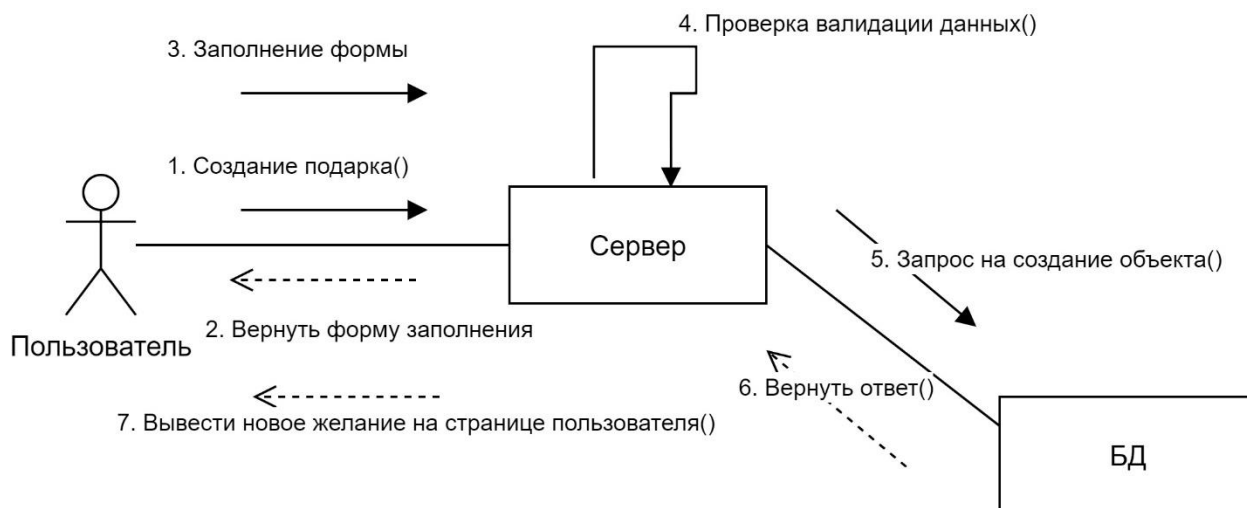 4. Проверка валидации данных()
3. Заполнение формы
1. Создание подарка()
Сервер
5. Запрос на создание объекта()
2. Вернуть форму заполнения
Пользователь
6. Вернуть ответ()
7. Вывести новое желание на странице пользователя()
БД